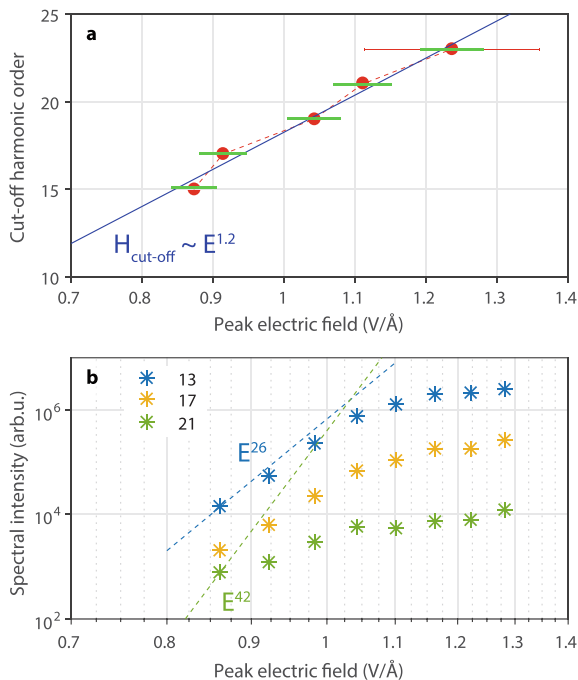 a
25
20
15
10
Cut-off harmonic order
H_cut-off ~ E^1.2
0.7 0.8 0.9 1 1.1 1.2 1.3 1.4
Peak electric field (V/Å)
b
13
17
21
10^6
10^4
10^2
Spectral intensity (arb.u.)
E^26
E^42
0.7 0.8 0.9 1 1.1 1.2 1.3 1.4
Peak electric field (V/Å)